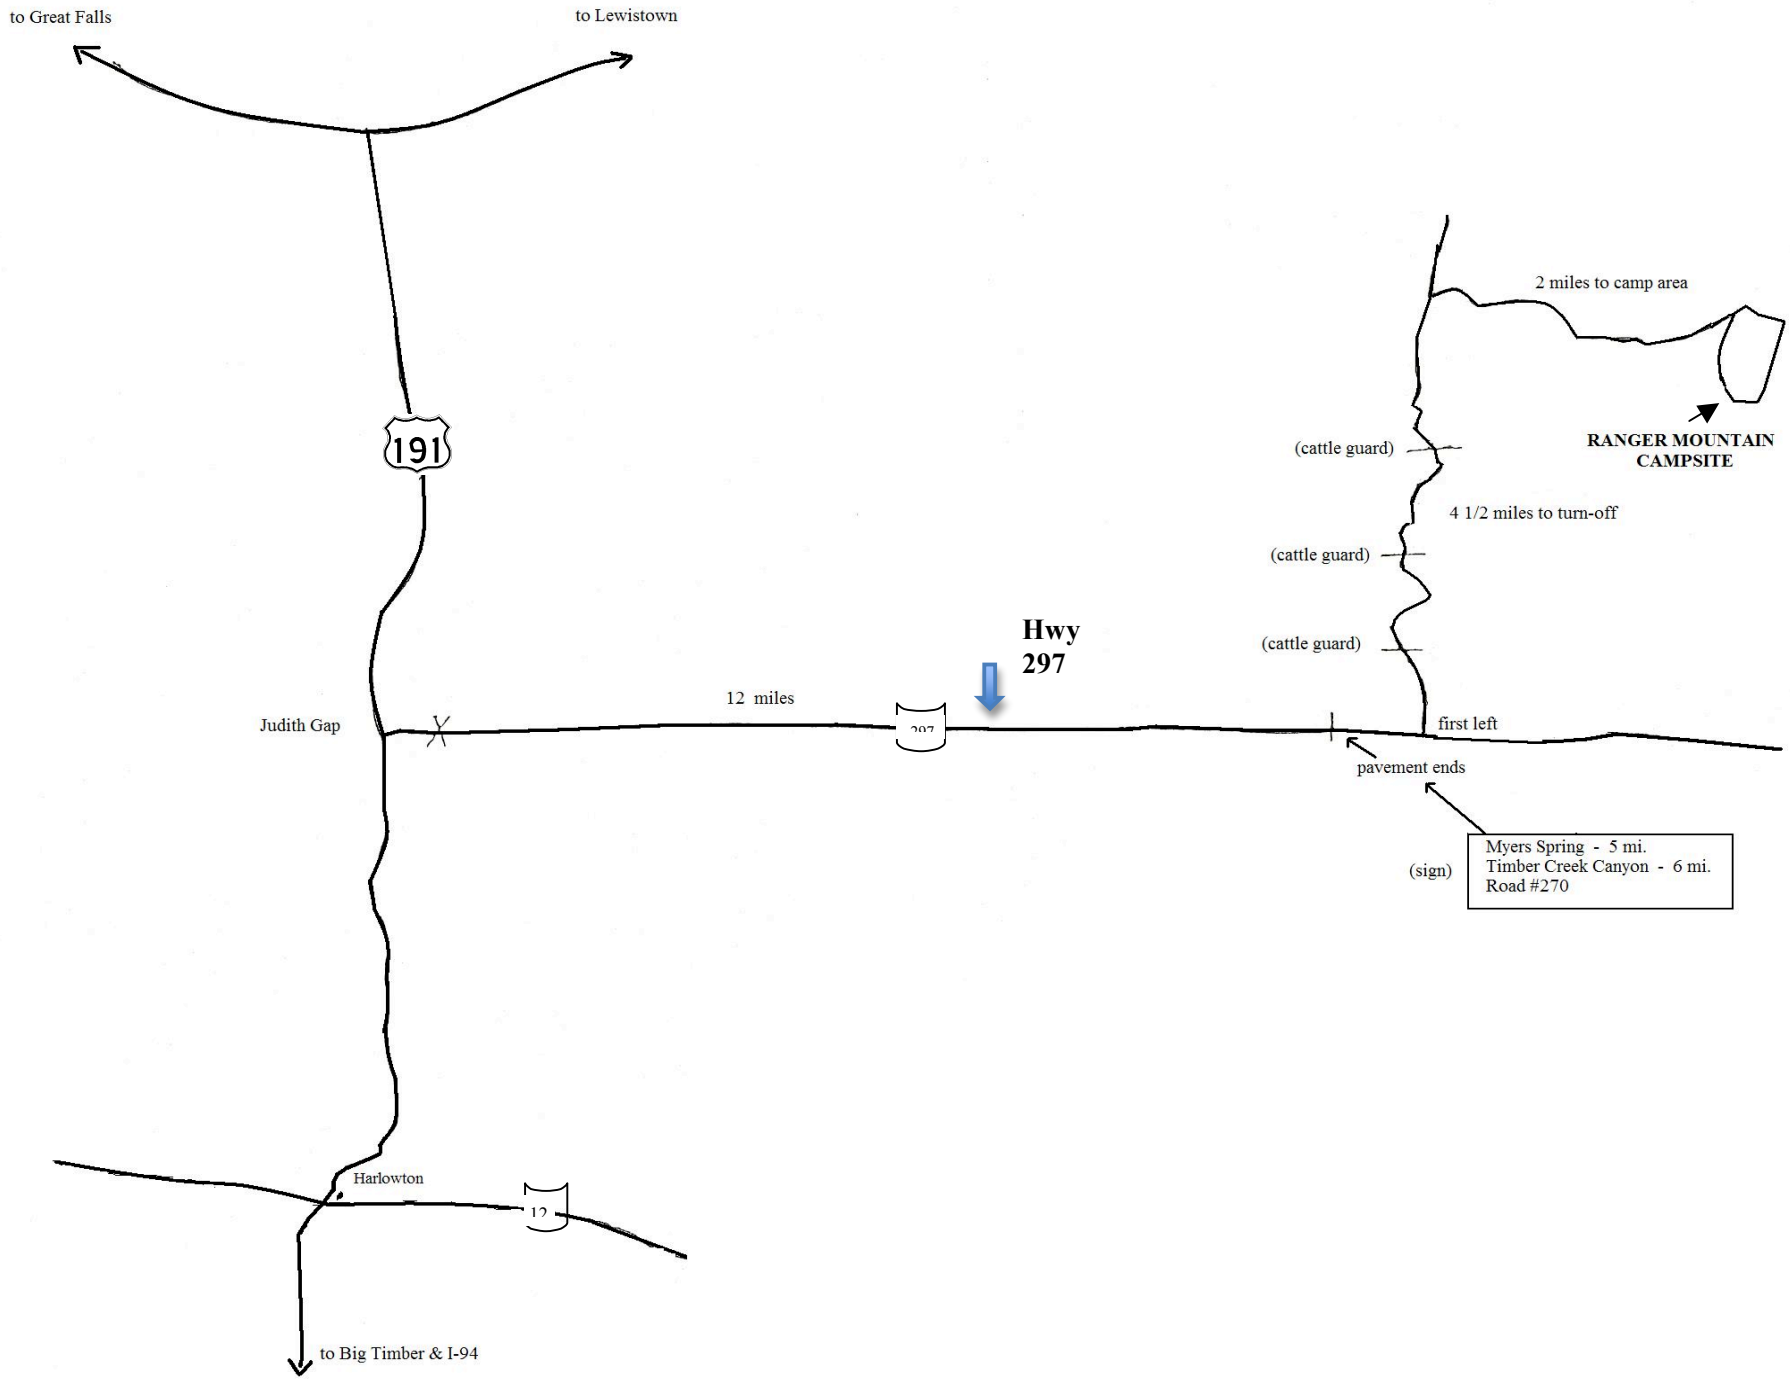 to Great Falls
to Lewistown
2 miles to camp area
RANGER MOUNTAIN
CAMPSITE
191
(cattle guard)
4 1/2 miles to turn-off
(cattle guard)
(cattle guard)
Hwy
297
12 miles
Judith Gap
297
first left
pavement ends
(sign)
Myers Spring - 5 mi.
Timber Creek Canyon - 6 mi.
Road #270
Harlowton
12
to Big Timber & I-94